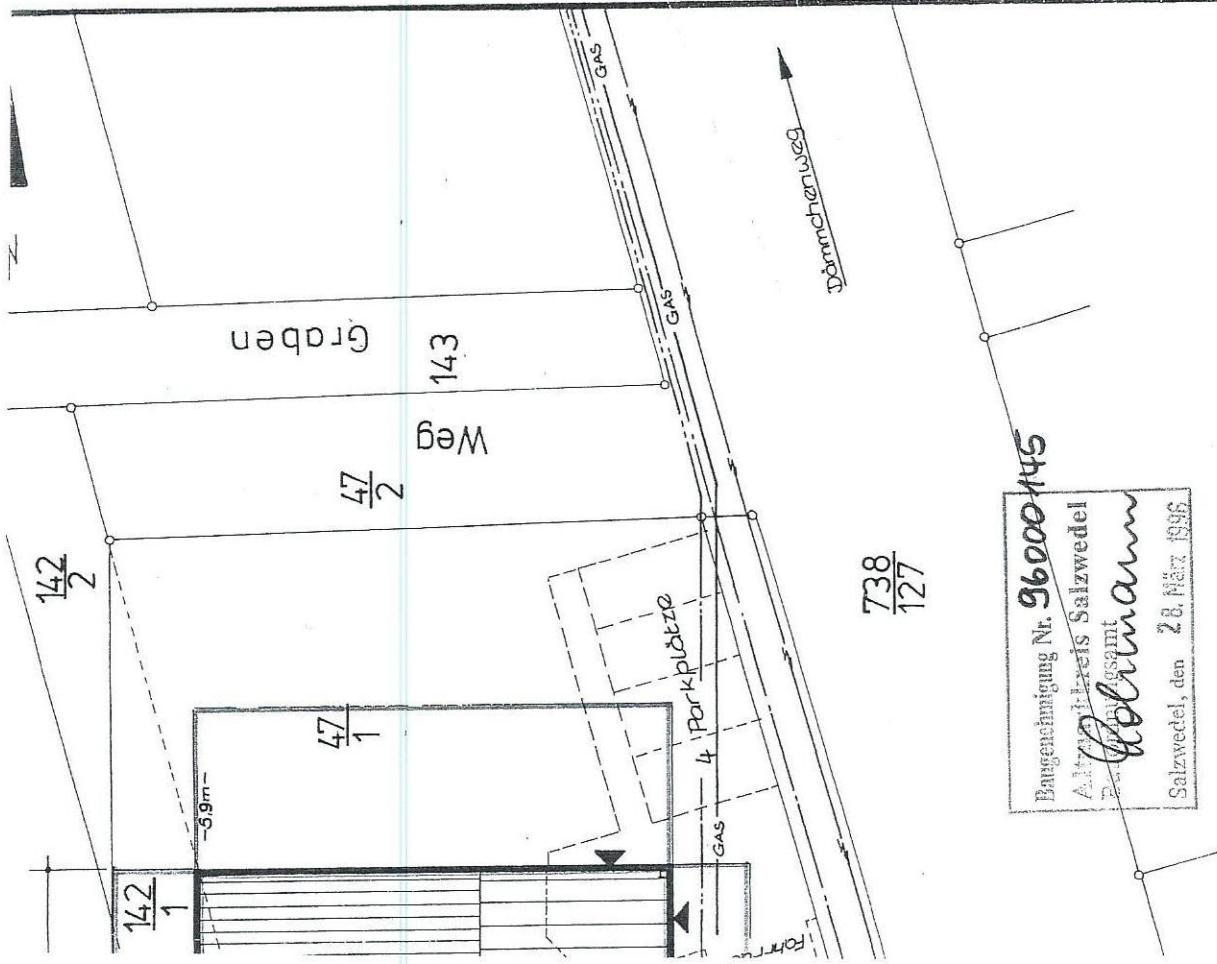 N
Graben
143
Weg
47
2
142
2
47
1
-5,9m-
142
1
4 Parkplätze
GAS
GAS
GAS
Dämmchenweg
738
127
Baugenehmigung Nr. 96000145
Altmarkkreis Salzwedel
Bauordnungsamt
Salzwedel, den 28. März 1996